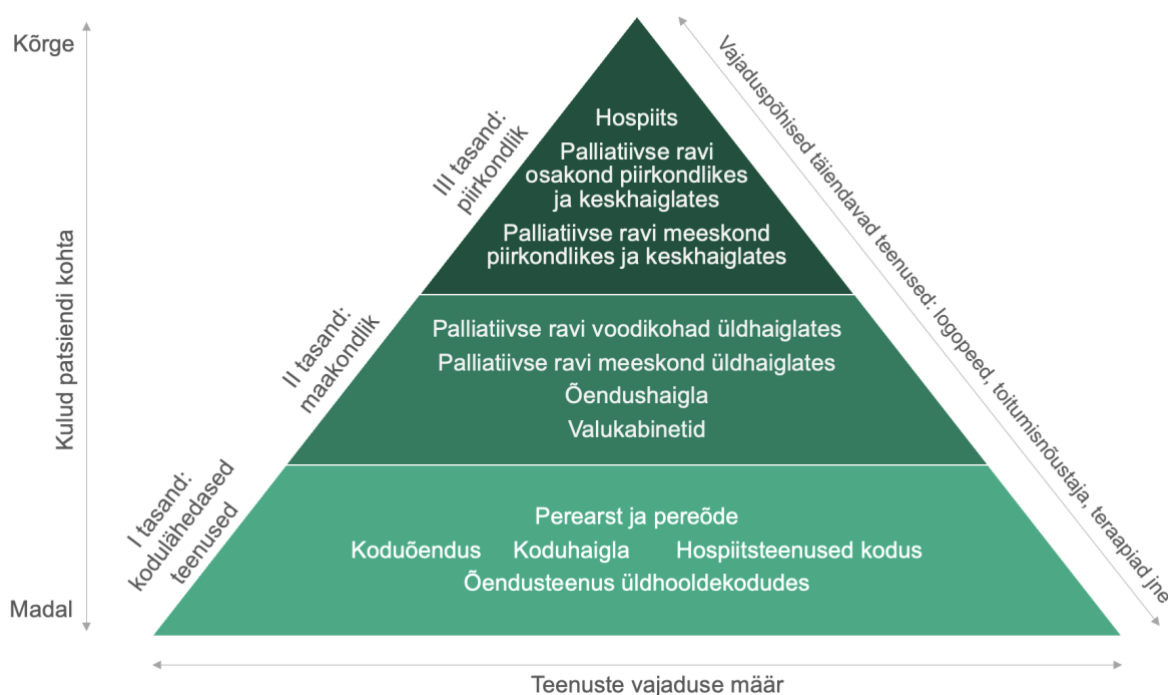 Kõrge
Kulud patsiendi kohta
Madal
III tasand:
piirkondlik
Hospiits
Palliatiivse ravi
osakond piirkondlikes
ja keskhaiglates
Palliatiivse ravi meeskond
piirkondlikes ja keskhaiglates
II tasand:
maakondlik
Palliatiivse ravi voodikohad üldhaiglates
Palliatiivse ravi meeskond üldhaiglates
Õendushaigla
Valukabinetid
I tasand:
kodulähedased
teenused
Perearst ja pereõde
Koduõendus Koduhaigla Hospiitsteenused kodus
Õendusteenus üldhooldekodudes
Vajaduspõhised täiendavad teenused: logopeed, toitumisnõustaja, teraapiad jne
Teenuste vajaduse määr